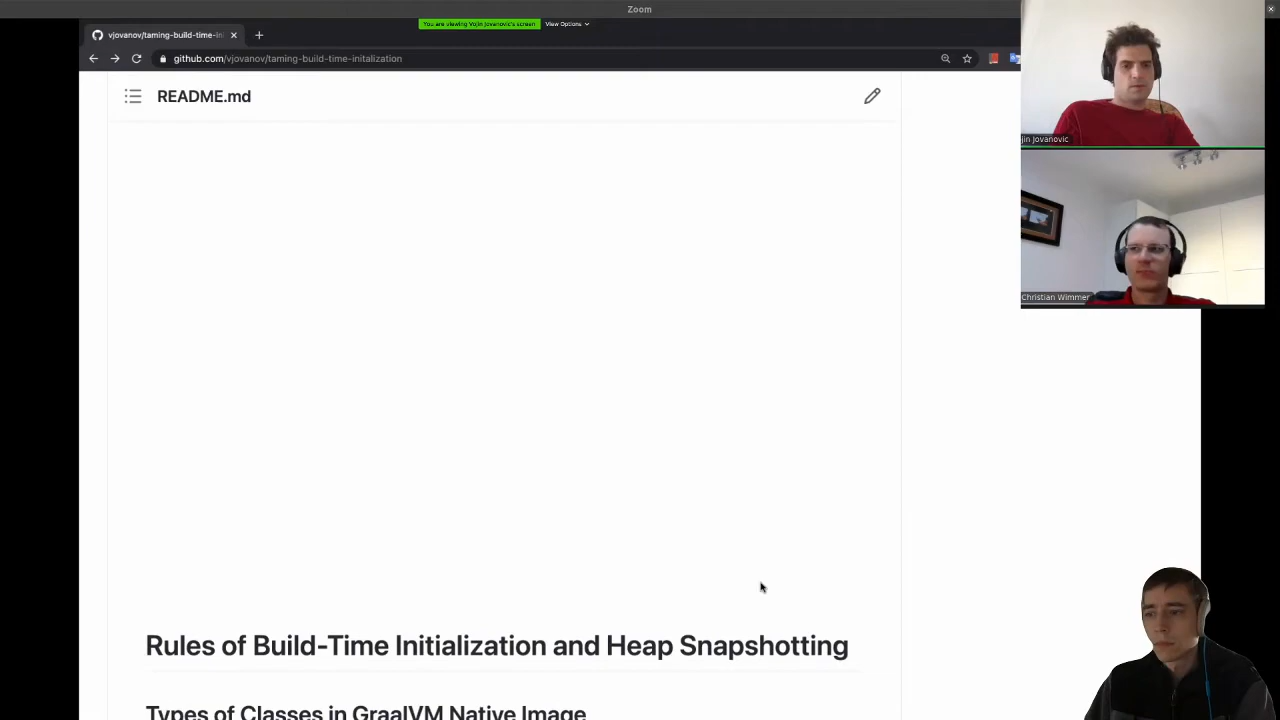 Zoom
vjovanov/taming-build-time-in
You are viewing Vojin Jovanovic's screen
View Options
github.com/vjovanov/taming-build-time-initalization
README.md
jin Jovanovic
Christian Wimmer
Rules of Build-Time Initialization and Heap Snapshotting
Types of Classes in GraalVM Native Image